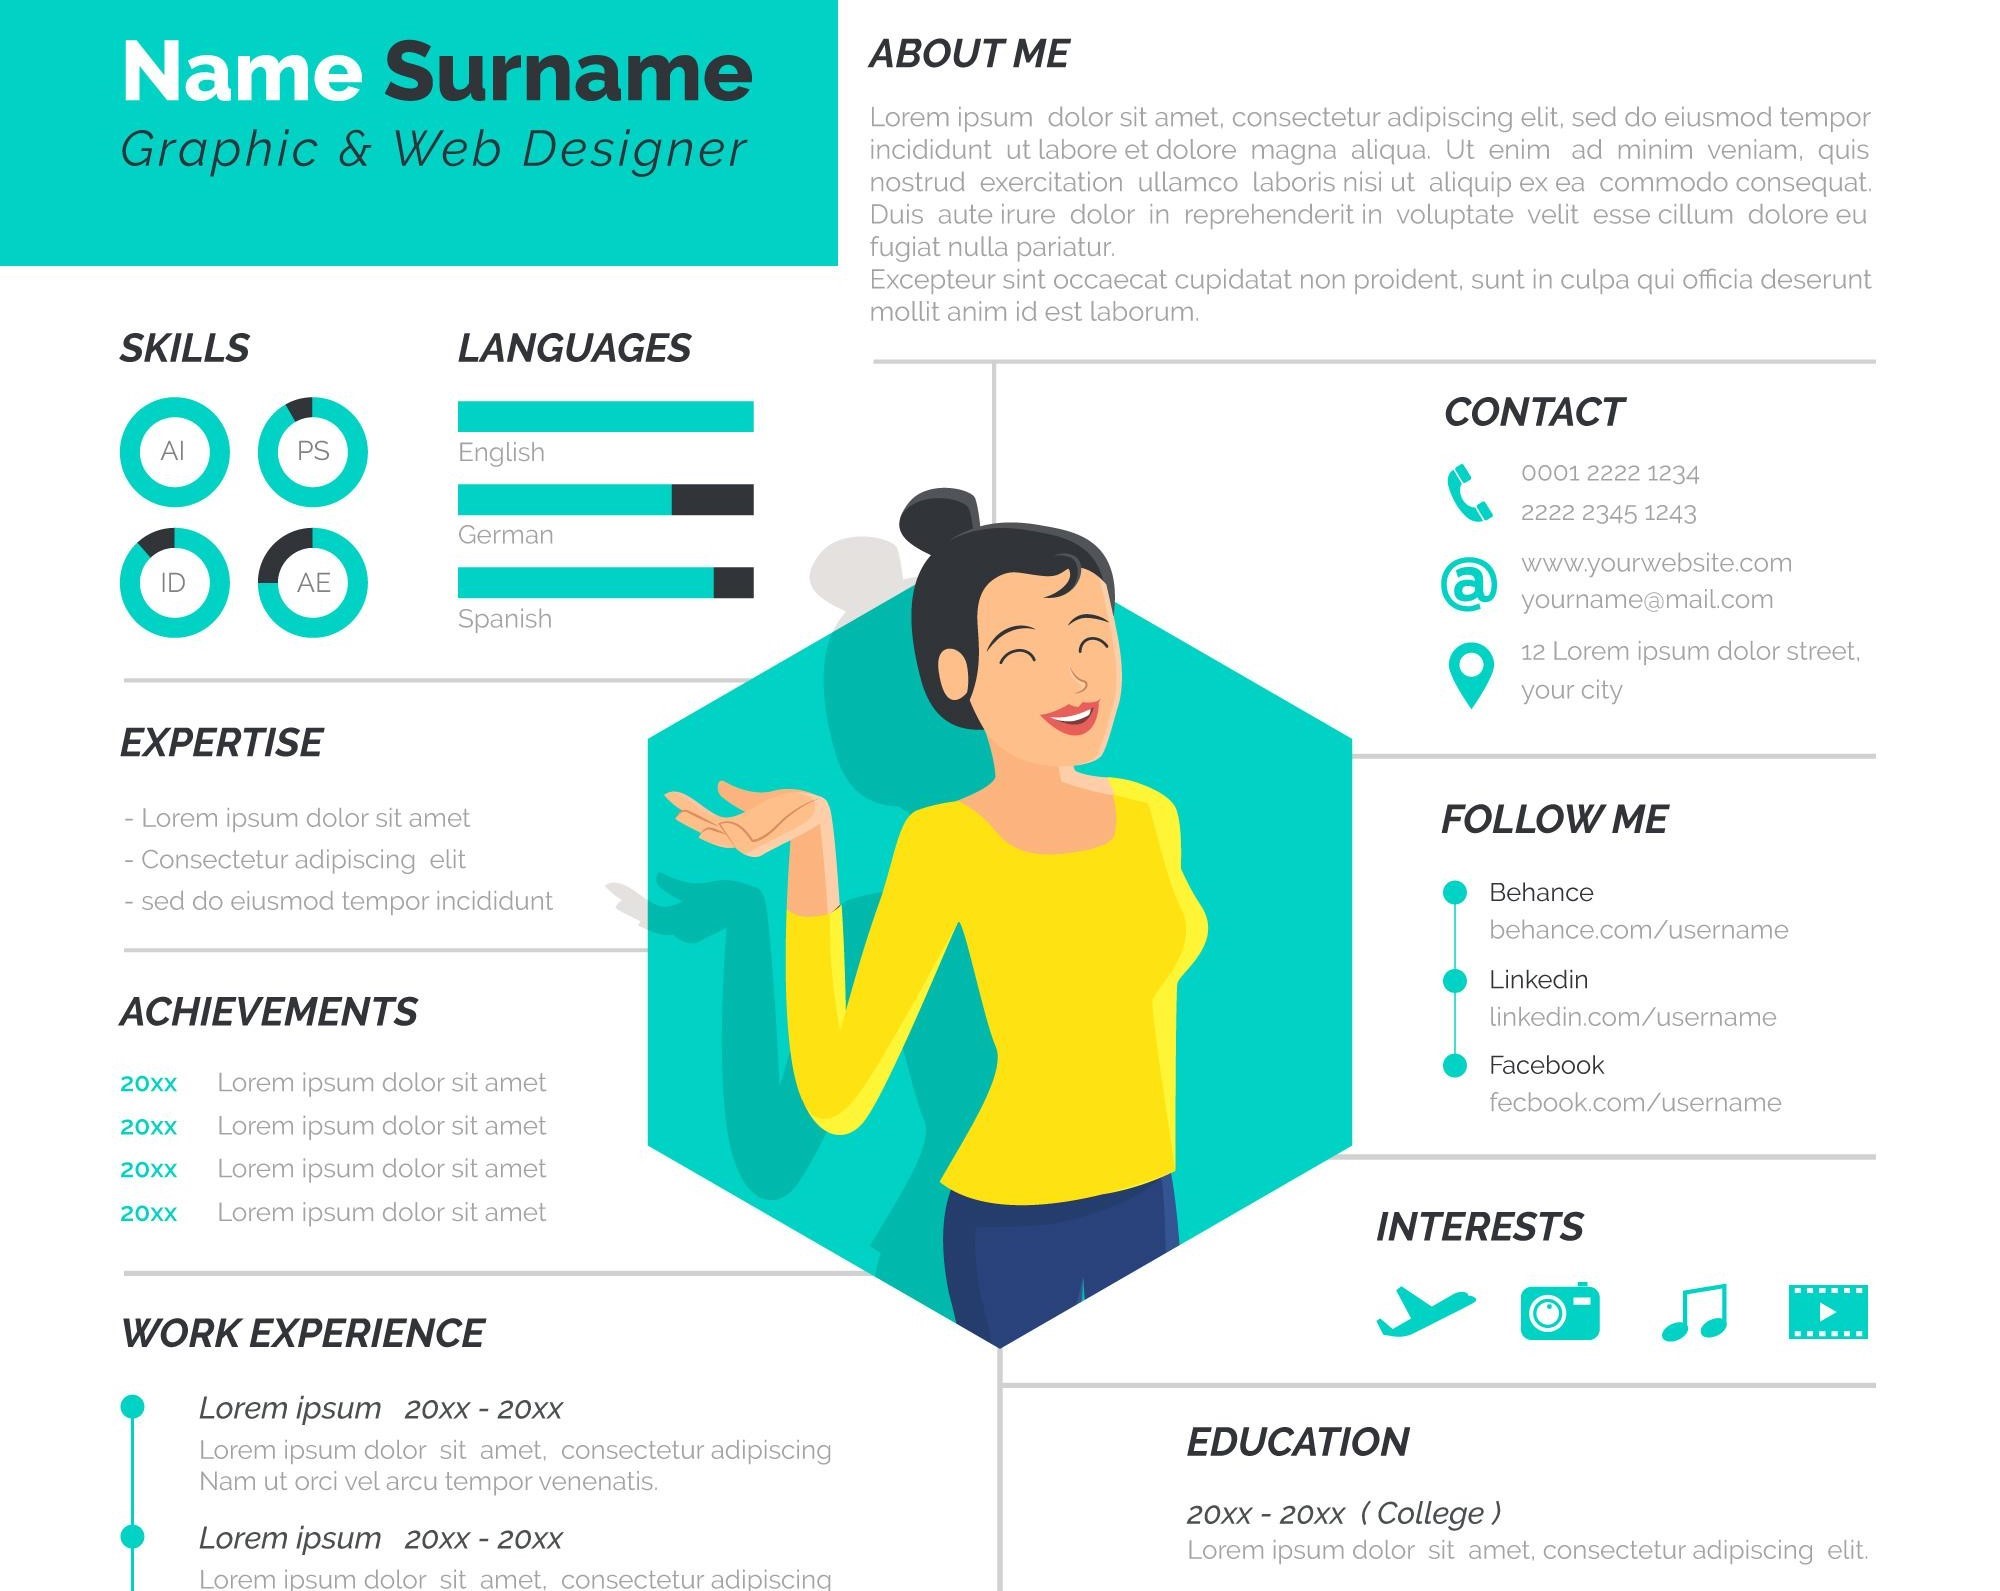 Name Surname
Graphic & Web Designer
ABOUT ME
Lorem ipsum dolor sit amet, consectetur adipiscing elit, sed do eiusmod tempor
incididunt ut labore et dolore magna aliqua. Ut enim ad minim veniam, quis
nostrud exercitation ullamco laboris nisi ut aliquip ex ea commodo consequat.
Duis aute irure dolor in reprehenderit in voluptate velit esse cillum dolore eu
fugiat nulla pariatur.
Excepteur sint occaecat cupidatat non proident, sunt in culpa qui officia deserunt
mollit anim id est laborum.
SKILLS
AI
PS
ID
AE
LANGUAGES
English
German
Spanish
EXPERTISE
- Lorem ipsum dolor sit amet
- Consectetur adipiscing elit
- sed do eiusmod tempor incididunt
ACHIEVEMENTS
20xx Lorem ipsum dolor sit amet
20xx Lorem ipsum dolor sit amet
20xx Lorem ipsum dolor sit amet
20xx Lorem ipsum dolor sit amet
WORK EXPERIENCE
Lorem ipsum 20xx - 20xx
Lorem ipsum dolor sit amet, consectetur adipiscing
Nam ut orci vel arcu tempor venenatis.
Lorem ipsum 20xx - 20xx
Lorem ipsum dolor sit amet, consectetur adipiscing
CONTACT
0001 2222 1234
2222 2345 1243
@
www.yourwebsite.com
yourname@mail.com
12 Lorem ipsum dolor street,
your city
FOLLOW ME
Behance
behance.com/username
Linkedin
linkedin.com/username
Facebook
fecbook.com/username
INTERESTS
EDUCATION
20xx - 20xx ( College )
Lorem ipsum dolor sit amet, consectetur adipiscing elit.